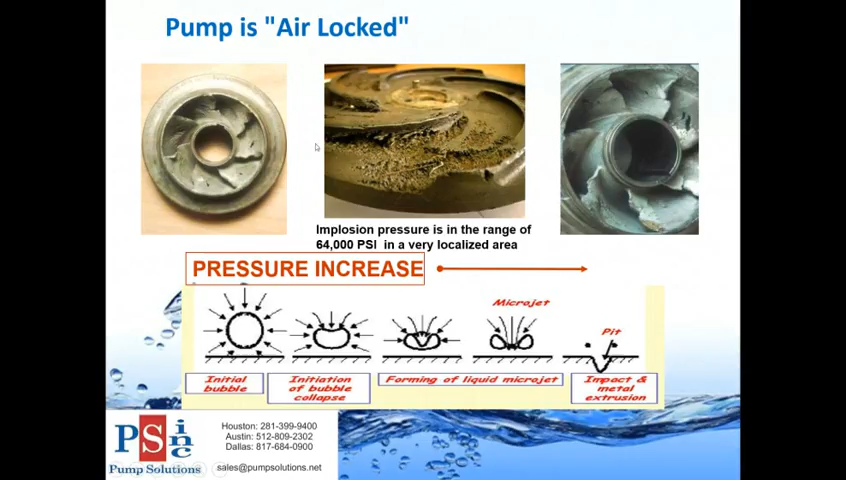 Pump is "Air Locked"
Implosion pressure is in the range of
64,000 PSI in a very localized area
PRESSURE INCREASE
Microjet
Pit
Initial
bubble
Initiation
of bubble
collapse
Forming of liquid microjet
Impact &
metal
extrusion
PS inc
Pump Solutions
Houston: 281-399-9400
Austin: 512-809-2302
Dallas: 817-684-0900
sales@pumpsolutions.net